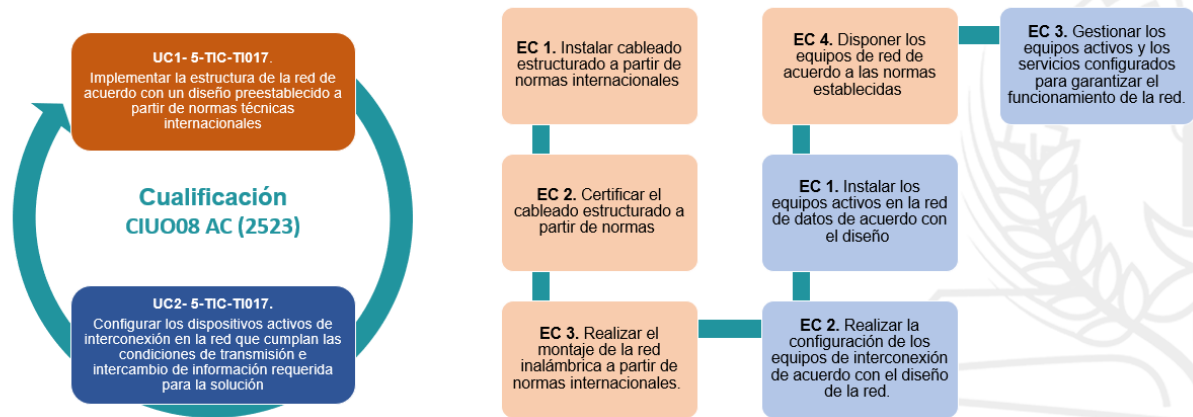 UC1- 5-TIC-TI017.
Implementar la estructura de la red de
acuerdo con un diseño preestablecido a
partir de normas técnicas
internacionales
Cualificación
CIUO08 AC (2523)
UC2- 5-TIC-TI017.
Configurar los dispositivos activos de
interconexión en la red que cumplan las
condiciones de transmisión e
intercambio de información requerida
para la solución
EC 1. Instalar cableado
estructurado a partir de
normas internacionales
EC 2. Certificar el
cableado estructurado a
partir de normas
EC 3. Realizar el
montaje de la red
inalámbrica a partir de
normas internacionales.
EC 4. Disponer los
equipos de red de
acuerdo a las normas
establecidas
EC 1. Instalar los
equipos activos en la red
de datos de acuerdo con
el diseño
EC 2. Realizar la
configuración de los
equipos de interconexión
de acuerdo con el diseño
de la red.
EC 3. Gestionar los
equipos activos y los
servicios configurados
para garantizar el
funcionamiento de la red.